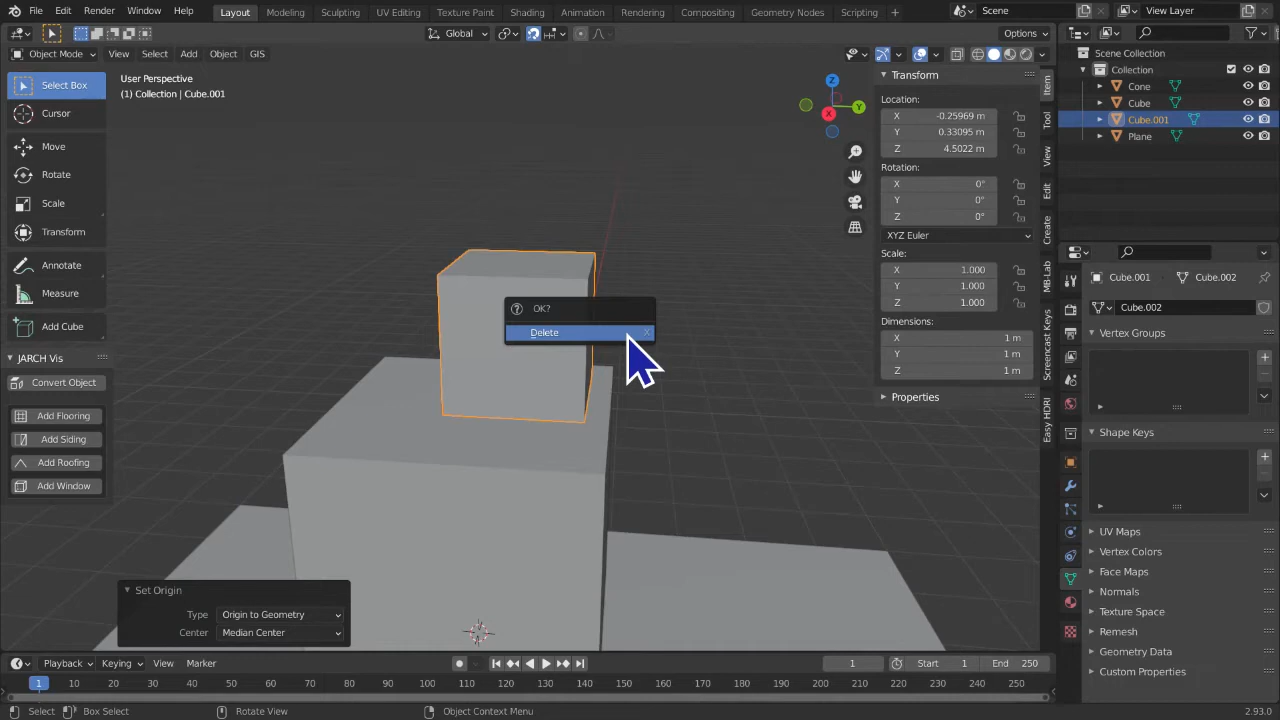 File Edit Render Window Help Layout Modeling Sculpting UV Editing Texture Paint Shading Animation Rendering Compositing Geometry Nodes Scripting + Scene View Layer
Global Options
Object Mode View Select Add Object GIS
User Perspective
(1) Collection | Cube.001
Select Box
Cursor
Move
Rotate
Scale
Transform
Annotate
Measure
Add Cube
JARCH Vis
Convert Object
Add Flooring
Add Siding
Add Roofing
Add Window
Z
Y
X
OK?
Delete X
Set Origin
Type Origin to Geometry
Center Median Center
Transform
Location:
X -0.25969 m
Y 0.33095 m
Z 4.5022 m
Rotation:
X 0°
Y 0°
Z 0°
XYZ Euler
Scale:
X 1.000
Y 1.000
Z 1.000
Dimensions:
X 1 m
Y 1 m
Z 1 m
Properties
Item
Tool
View
Edit
Create
MB-Lab
Screencast Keys
Easy HDRI
Scene Collection
Collection
Cone
Cube
Cube.001
Plane
Cube.001 Cube.002
Cube.002
Vertex Groups
Shape Keys
UV Maps
Vertex Colors
Face Maps
Normals
Texture Space
Remesh
Geometry Data
Custom Properties
Playback Keying View Marker 1 Start 1 End 250
1 10 20 30 40 50 60 70 80 90 100 110 120 130 140 150 160 170 180 190 200 210 220 230 240 250
Select Box Select Rotate View Object Context Menu 2.93.0